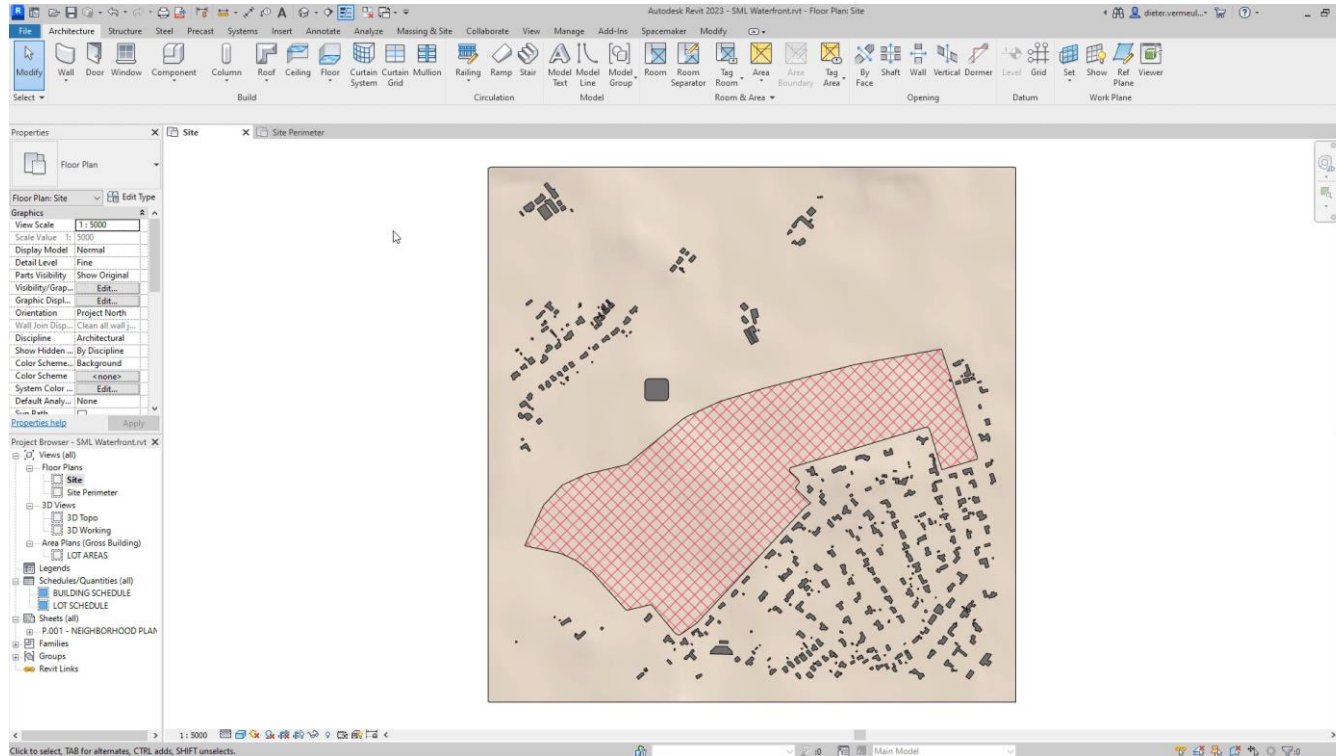 Autodesk Revit 2023 - SML Waterfront.rvt - Floor Plan: Site
dieter.vermeul...
File Architecture Structure Steel Precast Systems Insert Annotate Analyze Massing & Site Collaborate View Manage Add-Ins Spacemaker Modify
Modify Wall Door Window Component Column Roof Ceiling Floor Curtain System Curtain Grid Mullion Railing Ramp Stair Model Text Model Line Model Group Room Room Separator Tag Room Area Area Boundary Tag Area By Face Shaft Wall Vertical Dormer Level Grid Set Show Ref Plane Viewer
Select Build Circulation Model Room & Area Opening Datum Work Plane
Properties X
Site X
Site Perimeter
Floor Plan
Floor Plan: Site
Edit Type
Graphics
View Scale 1 : 5000
Scale Value 1: 5000
Display Model Normal
Detail Level Fine
Parts Visibility Show Original
Visibility/Grap... Edit...
Graphic Displ... Edit...
Orientation Project North
Wall Join Disp... Clean all wall j...
Discipline Architectural
Show Hidden ... By Discipline
Color Scheme... Background
Color Scheme <none>
System Color ... Edit...
Default Analy... None
Sun Path
Properties help Apply
Project Browser - SML Waterfront.rvt X
Views (all)
Floor Plans
Site
Site Perimeter
3D Views
3D Topo
3D Working
Area Plans (Gross Building)
LOT AREAS
Legends
Schedules/Quantities (all)
BUILDING SCHEDULE
LOT SCHEDULE
Sheets (all)
P.001 - NEIGHBORHOOD PLAN
Families
Groups
Revit Links
1 : 5000
Click to select, TAB for alternates, CTRL adds, SHIFT unselects.
:0
Main Model
:0